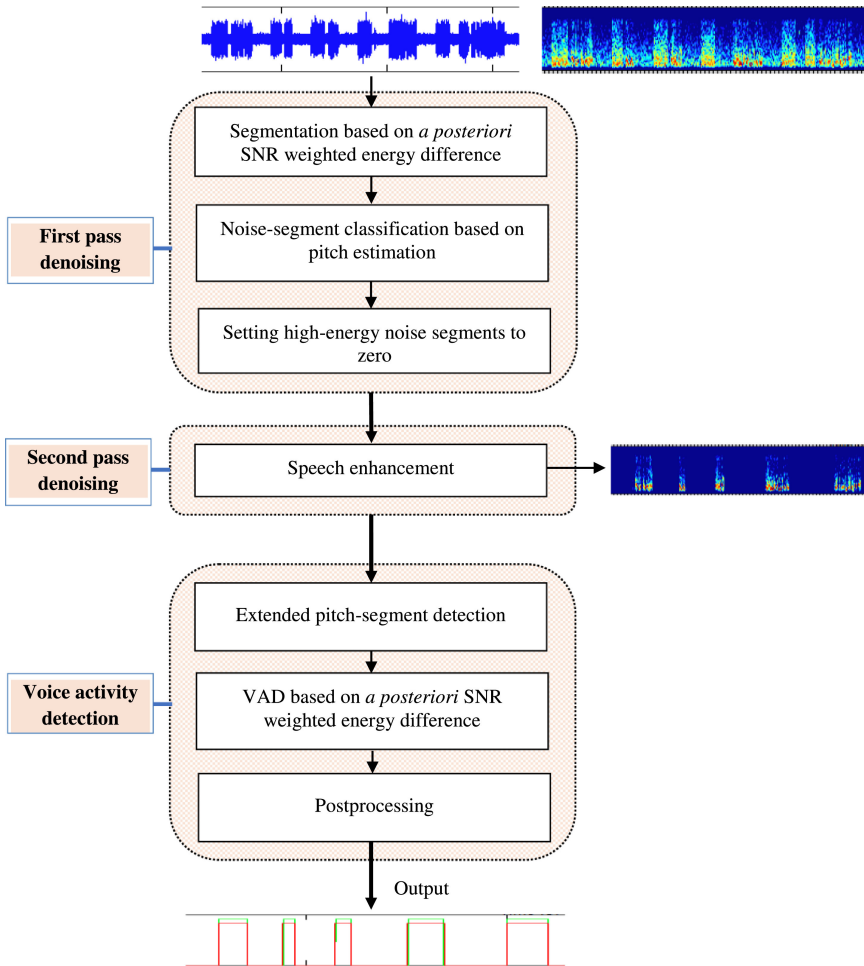 Segmentation based on a posteriori
SNR weighted energy difference
First pass
denoising
Noise-segment classification based on
pitch estimation
Setting high-energy noise segments to
zero
Second pass
denoising
Speech enhancement
Extended pitch-segment detection
Voice activity
detection
VAD based on a posteriori SNR
weighted energy difference
Postprocessing
Output